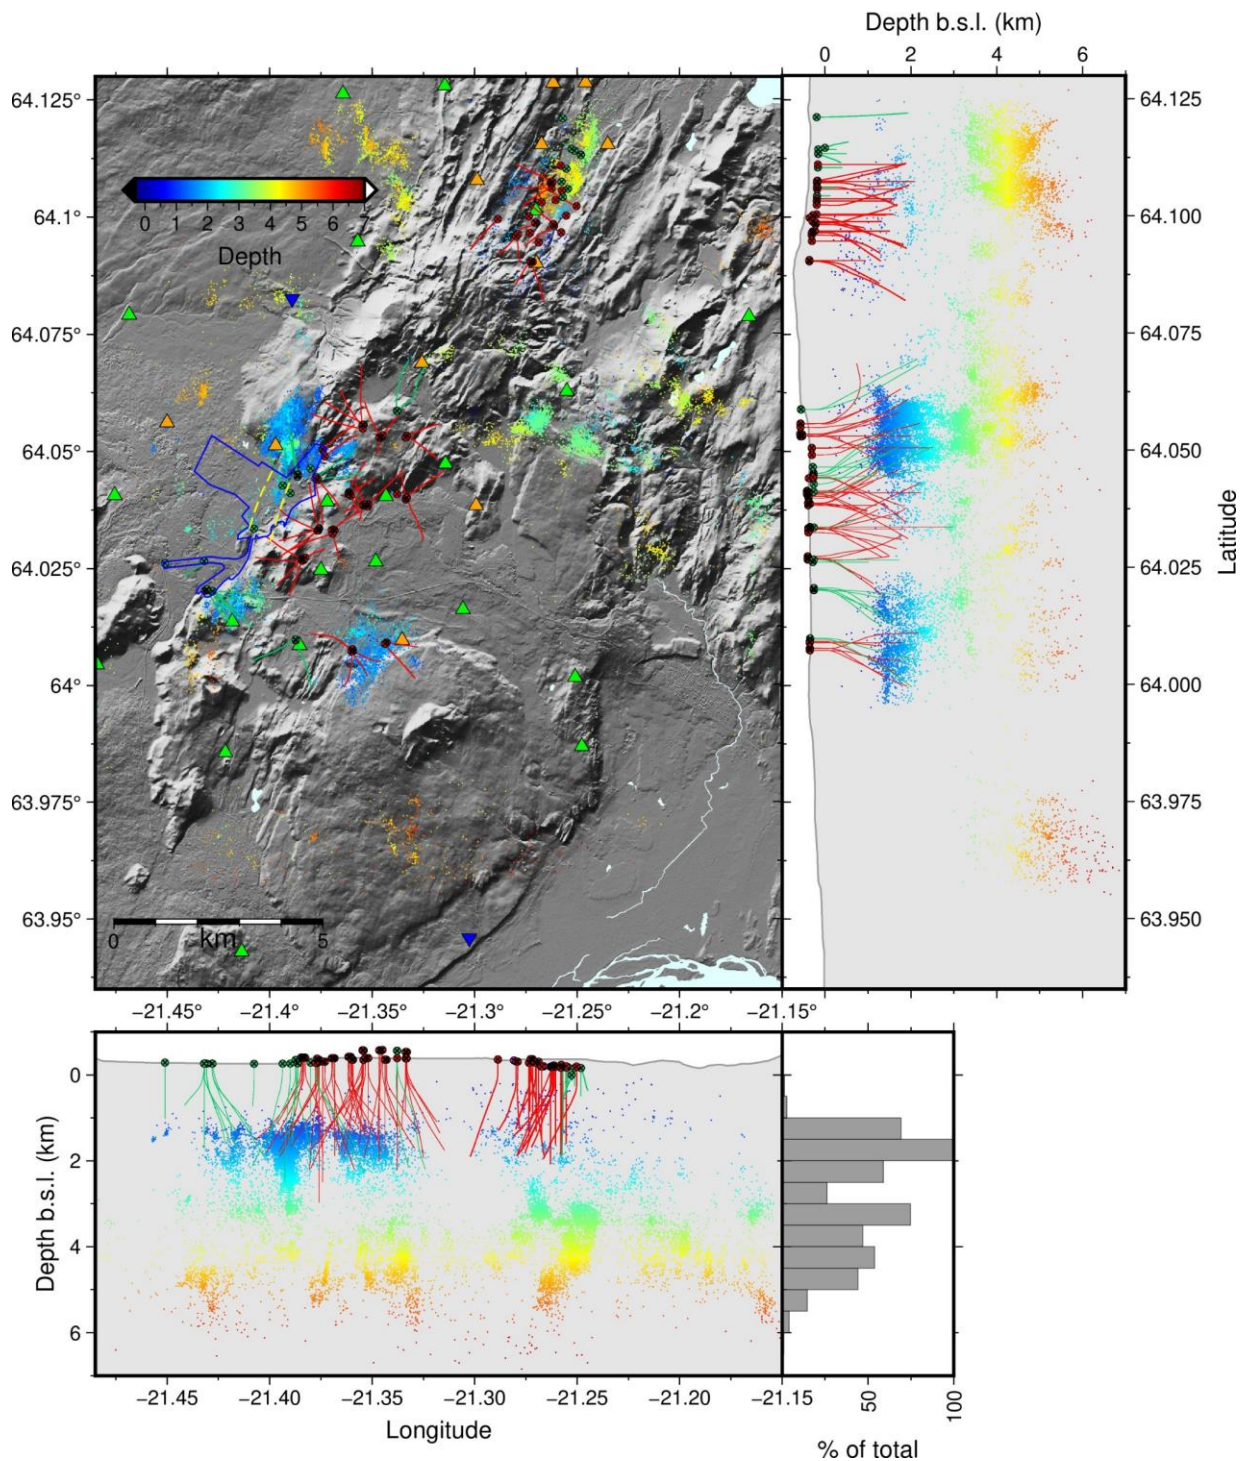 Depth b.s.l. (km)
0 2 4 6
64.125°
64.1°
64.075°
64.05°
64.025°
64°
63.975°
63.95°
0 1 2 3 4 5 6 7
Depth
0 5
km
64.125
64.100
64.075
64.050
64.025
64.000
63.975
63.950
Latitude
−21.45° −21.4° −21.35° −21.3° −21.25° −21.2° −21.15°
0
2
4
6
Depth b.s.l. (km)
−21.45 −21.40 −21.35 −21.30 −21.25 −21.20 −21.15
Longitude
50 100
% of total